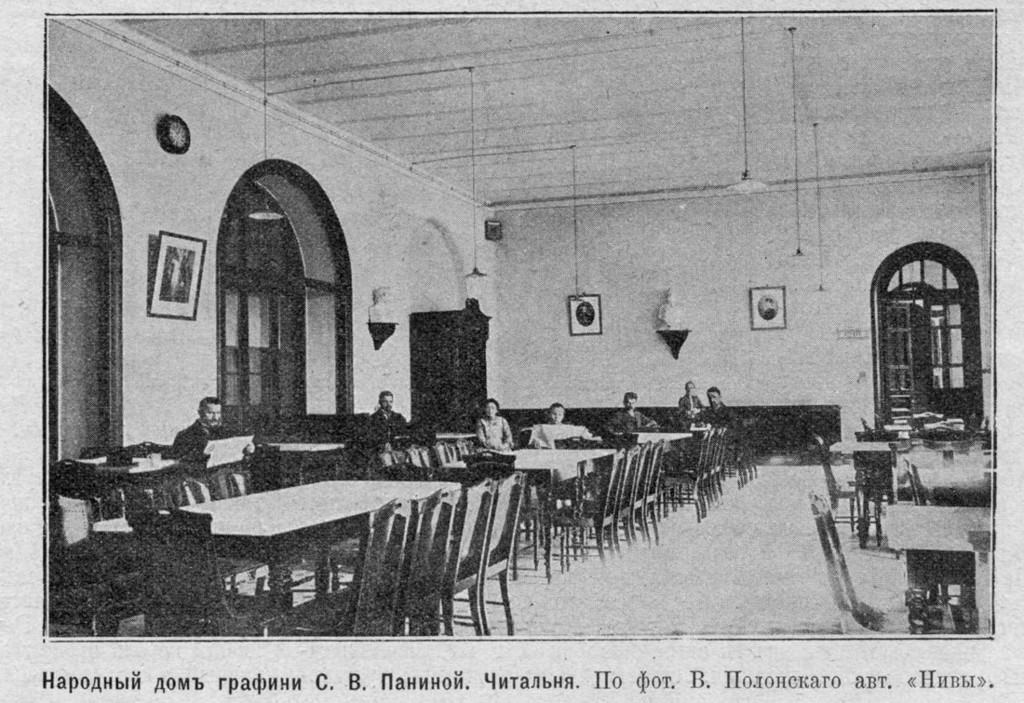 Народный домъ графини С. В. Паниной. Читальня. По фот. В. Полонскаго авт. «Нивы».